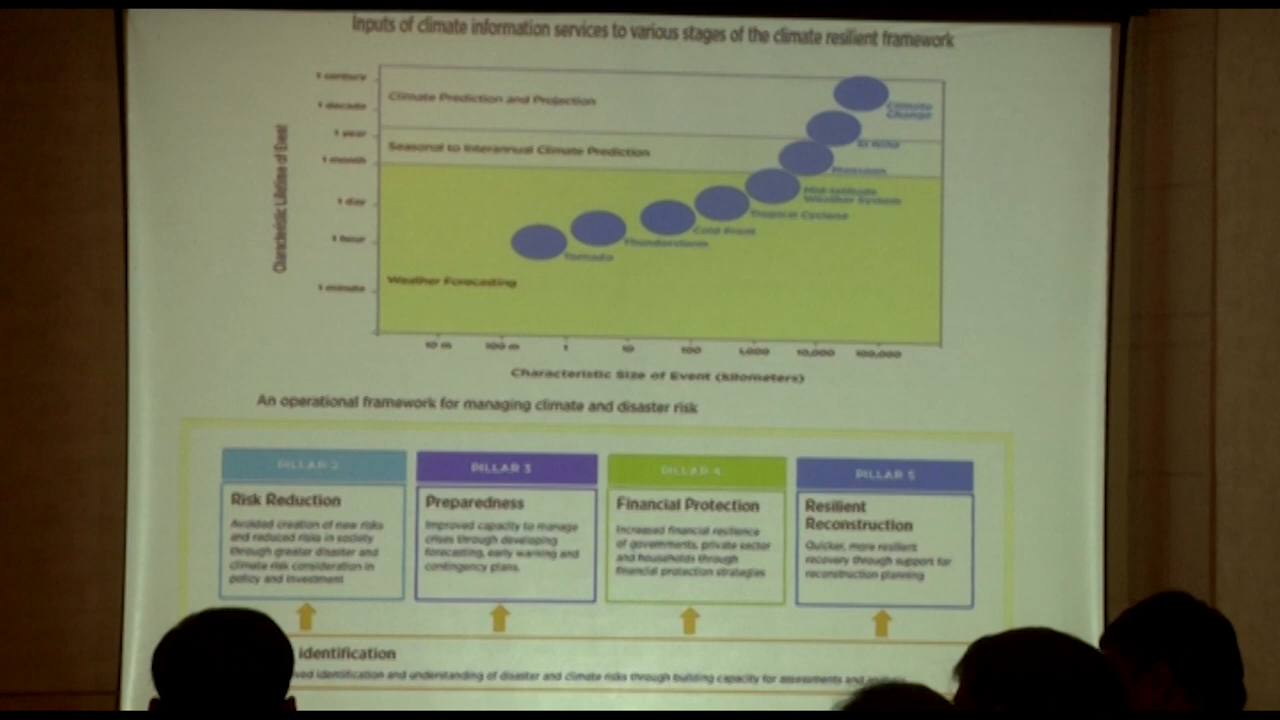 Inputs of climate information services to various stages of the climate resilient framework
Characteristic Lifetime of Event
1 century
1 decade
1 year
1 month
1 day
1 hour
1 minute
Climate Prediction and Projection
Seasonal to Interannual Climate Prediction
Weather Forecasting
Climate
Change
El Niño
Monsoon
Mid-latitude
Weather System
Tropical Cyclone
Cold Front
Thunderstorm
Tornado
10 m 100 m 1 10 100 1,000 10,000 100,000
Characteristic Size of Event (kilometers)
An operational framework for managing climate and disaster risk
PILLAR 2
Risk Reduction
Avoided creation of new risks
and reduced risks in society
through greater disaster and
climate risk consideration in
policy and investment
PILLAR 3
Preparedness
Improved capacity to manage
crises through developing
forecasting, early warning and
contingency plans.
PILLAR 4
Financial Protection
Increased financial resilience
of governments, private sector
and households through
financial protection strategies
PILLAR 5
Resilient
Reconstruction
Quicker, more resilient
recovery through support for
reconstruction planning
identification
identification and understanding of disaster and climate risks through building capacity for assessments and